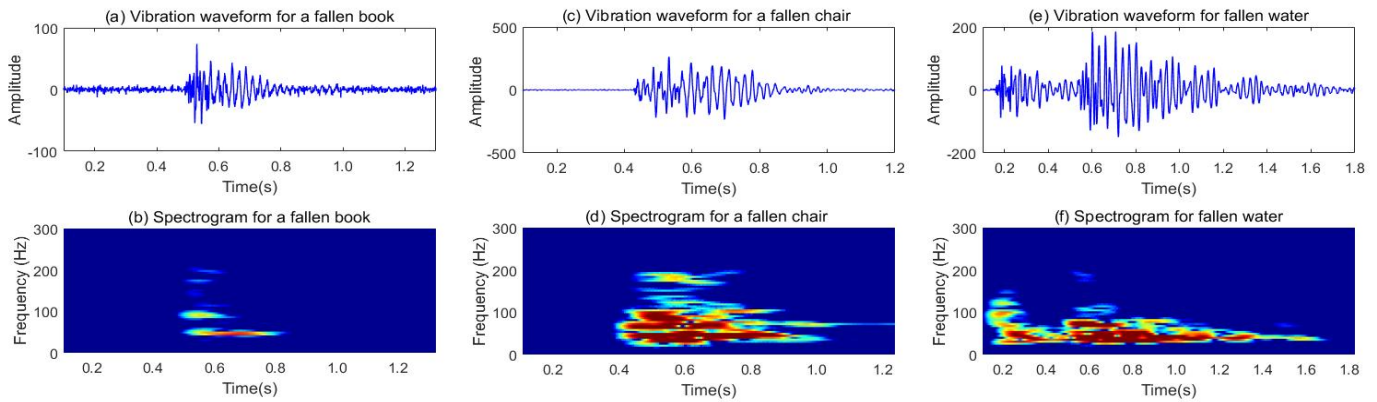 (a) Vibration waveform for a fallen book
100
0
-100
Amplitude
0.2 0.4 0.6 0.8 1.0 1.2
Time(s)
(c) Vibration waveform for a fallen chair
500
0
-500
Amplitude
0.2 0.4 0.6 0.8 1.0 1.2
Time(s)
(e) Vibration waveform for fallen water
200
0
-200
Amplitude
0.2 0.4 0.6 0.8 1.0 1.2 1.4 1.6 1.8
Time(s)
(b) Spectrogram for a fallen book
300
200
100
0
Frequency (Hz)
0.2 0.4 0.6 0.8 1.0 1.2
Time(s)
(d) Spectrogram for a fallen chair
300
200
100
0
Frequency (Hz)
0.2 0.4 0.6 0.8 1.0 1.2
Time(s)
(f) Spectrogram for fallen water
300
200
100
0
Frequency (Hz)
0.2 0.4 0.6 0.8 1.0 1.2 1.4 1.6 1.8
Time(s)